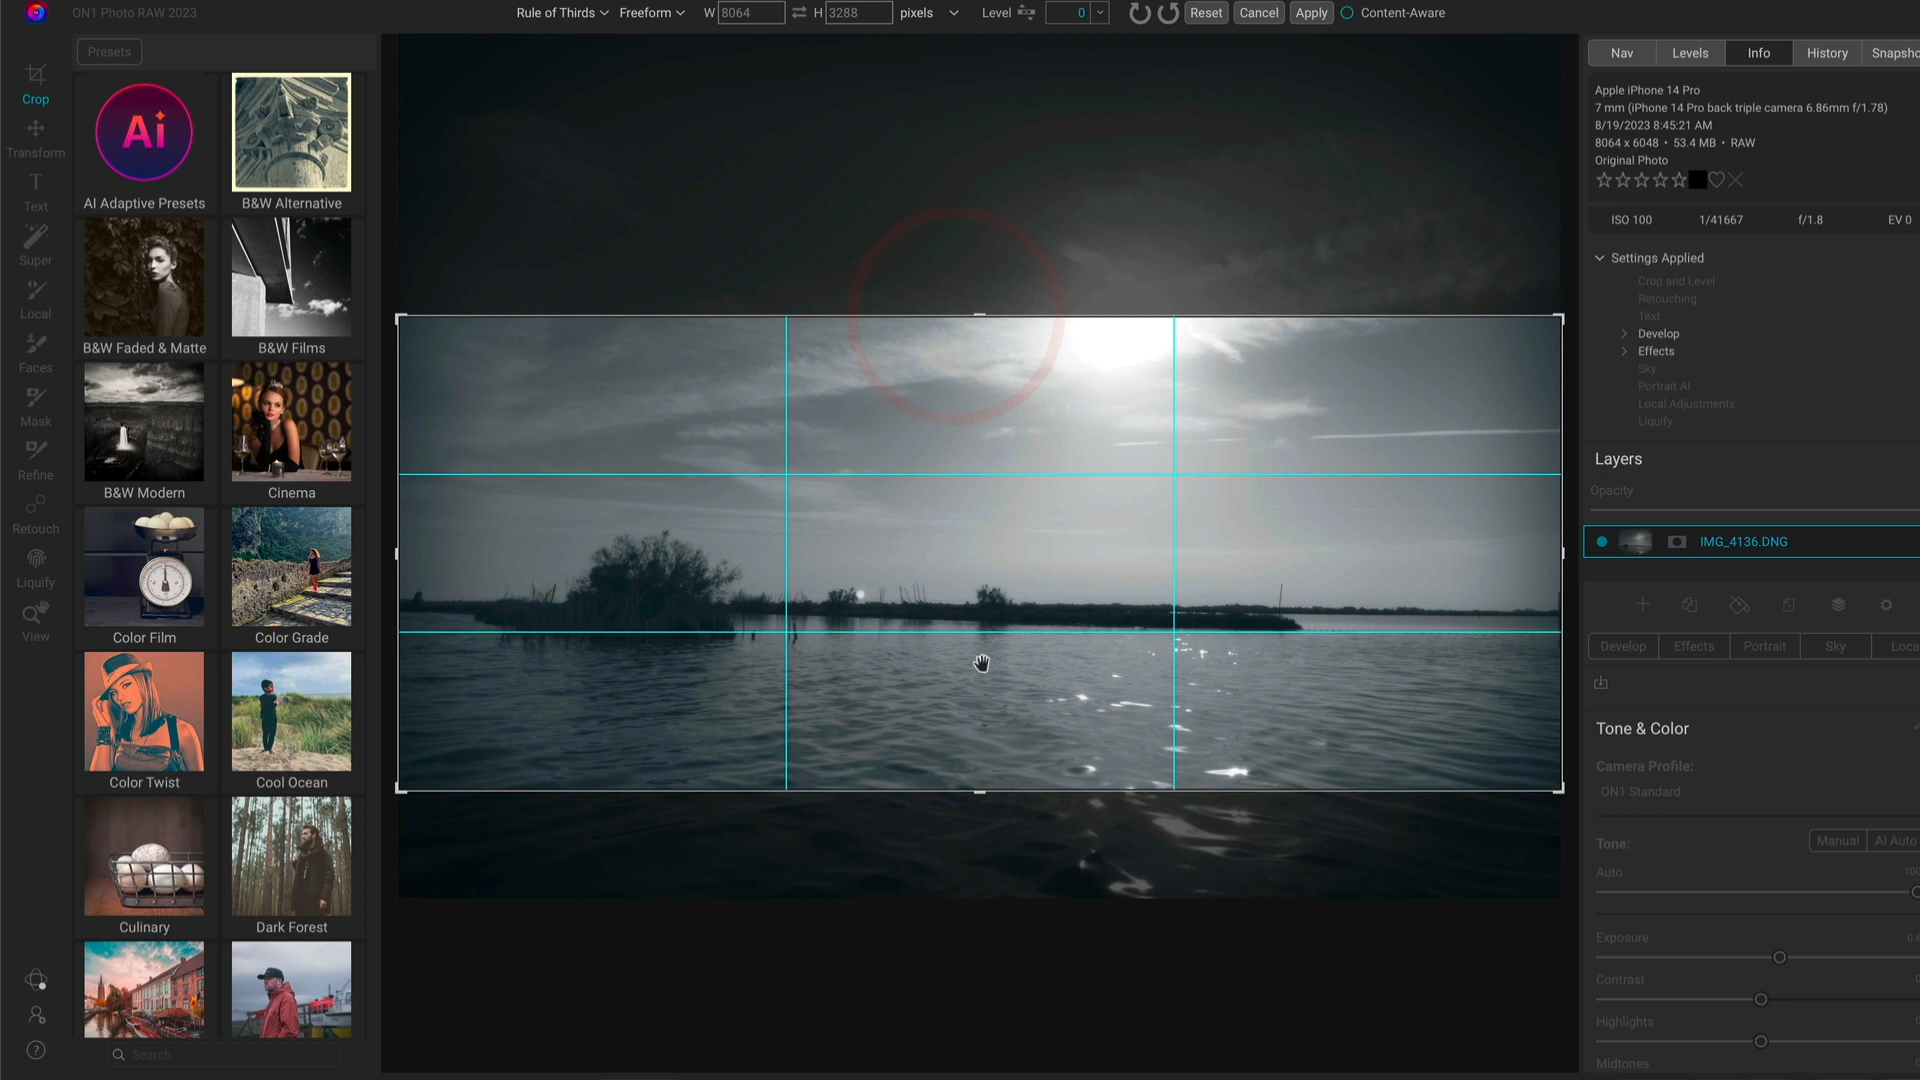 ON1 Photo RAW 2023
Rule of Thirds
Freeform
W 8064
H 3288
pixels
Level
0
Reset
Cancel
Apply
Content-Aware
Presets
Crop
Transform
Text
Super
Local
Faces
Mask
Refine
Retouch
Liquify
View
Ai
AI Adaptive Presets
B&W Alternative
B&W Faded & Matte
B&W Films
B&W Modern
Cinema
Color Film
Color Grade
Color Twist
Cool Ocean
Culinary
Dark Forest
Search
Nav
Levels
Info
History
Snapsho
Apple iPhone 14 Pro
7 mm (iPhone 14 Pro back triple camera 6.86mm f/1.78)
8/19/2023 8:45:21 AM
8064 x 6048 • 53.4 MB • RAW
Original Photo
ISO 100
1/41667
f/1.8
EV 0
Settings Applied
Crop and Level
Retouching
Text
Develop
Effects
Sky
Portrait AI
Local Adjustments
Liquify
Layers
Opacity
IMG_4136.DNG
Develop
Effects
Portrait
Sky
Loca
Tone & Color
Camera Profile:
ON1 Standard
Tone:
Manual
AI Auto
Auto
100
Exposure
Contrast
Highlights
Midtones